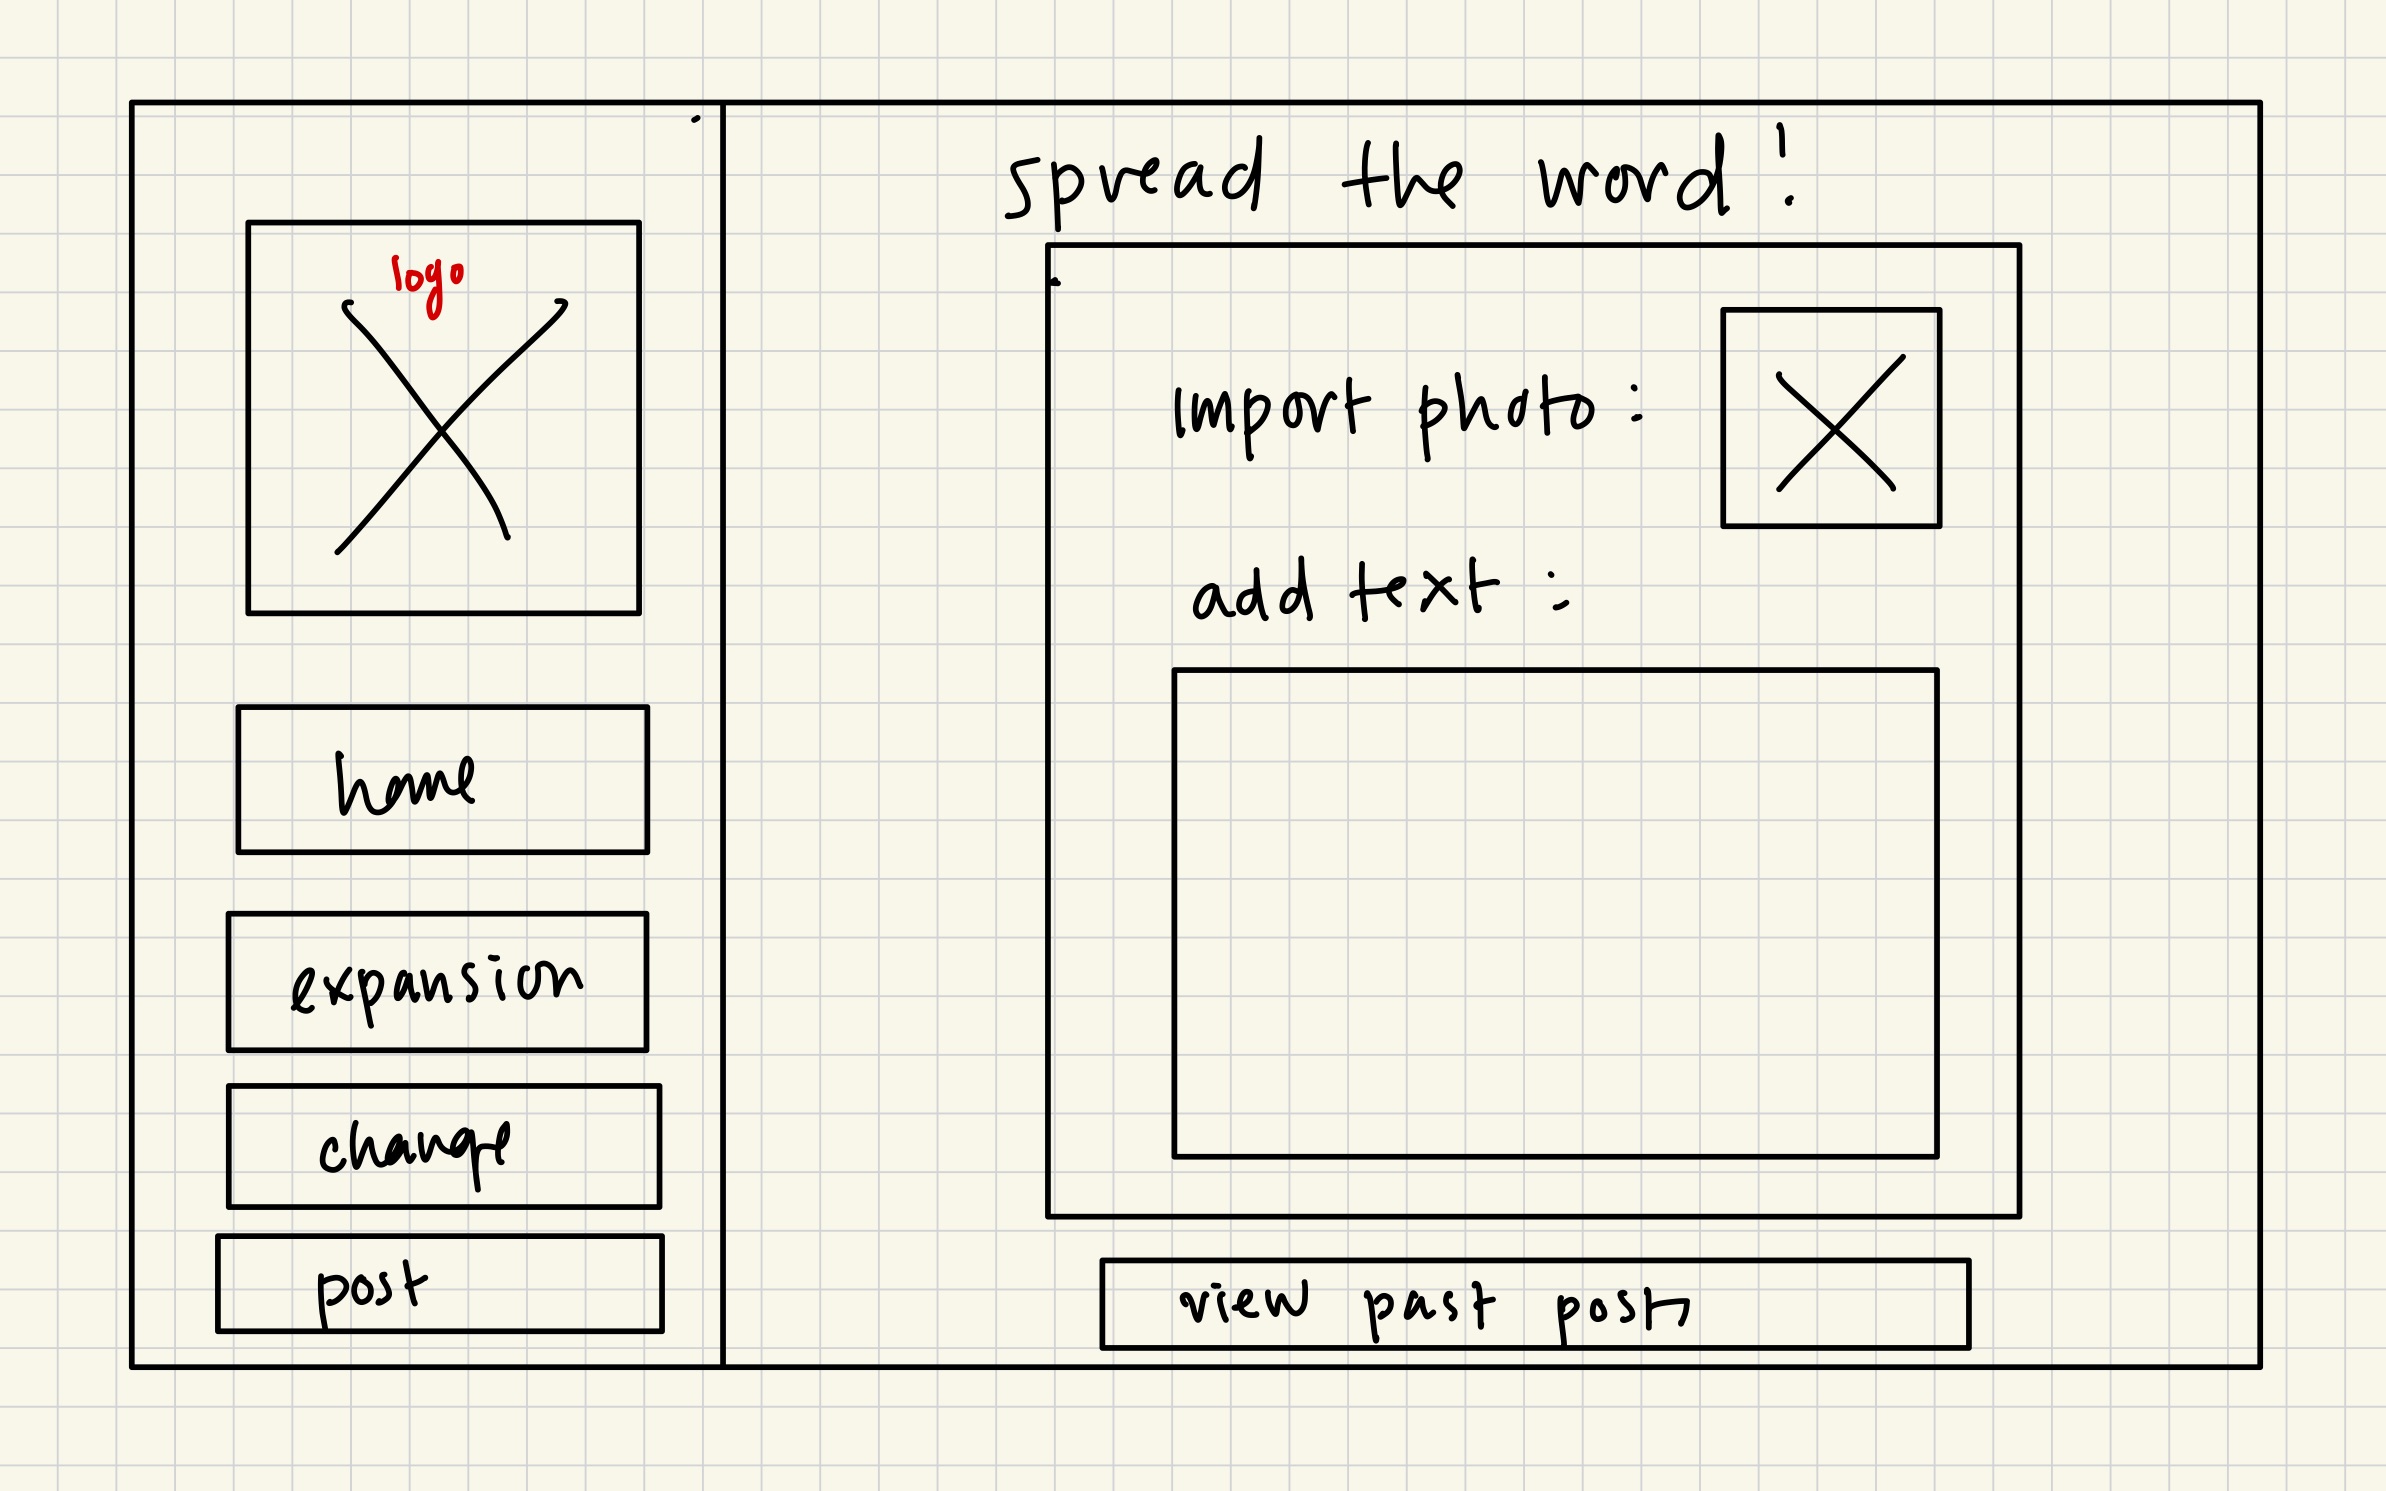 logo
home
expansion
change
post
spread the word!
import photo:
add text:
view past posts